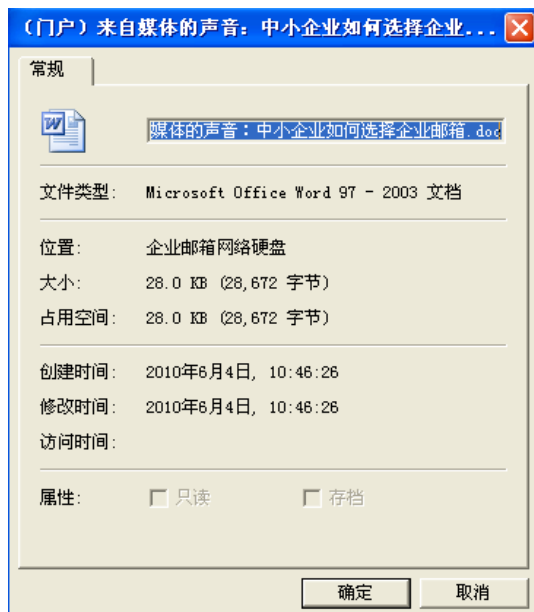 （门户）来自媒体的声音：中小企业如何选择企业...
常规
媒体的声音：中小企业如何选择企业邮箱.doc
文件类型: Microsoft Office Word 97 - 2003 文档
位置: 企业邮箱网络硬盘
大小: 28.0 KB (28,672 字节)
占用空间: 28.0 KB (28,672 字节)
创建时间: 2010年6月4日, 10:46:26
修改时间: 2010年6月4日, 10:46:26
访问时间:
属性: 只读 存档
确定 取消